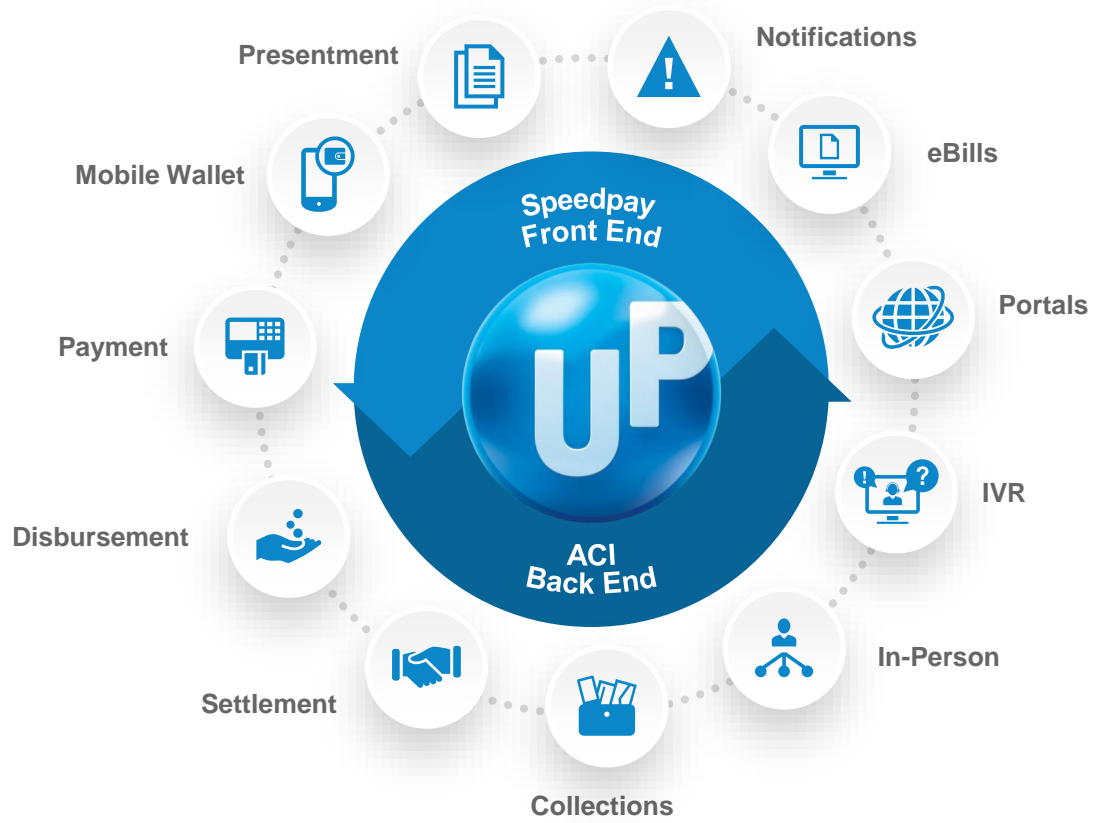 Notifications
Presentment
eBills
Mobile Wallet
Speedpay
Front End
Portals
UP
Payment
IVR
Disbursement
ACI
Back End
In-Person
Settlement
Collections